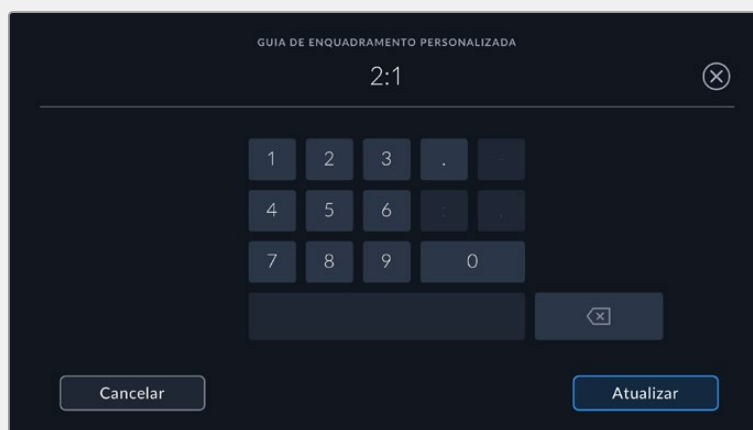 GUIA DE ENQUADRAMENTO PERSONALIZADA
2:1
1 2 3 . -
4 5 6 : ,
7 8 9 0
Cancelar Atualizar